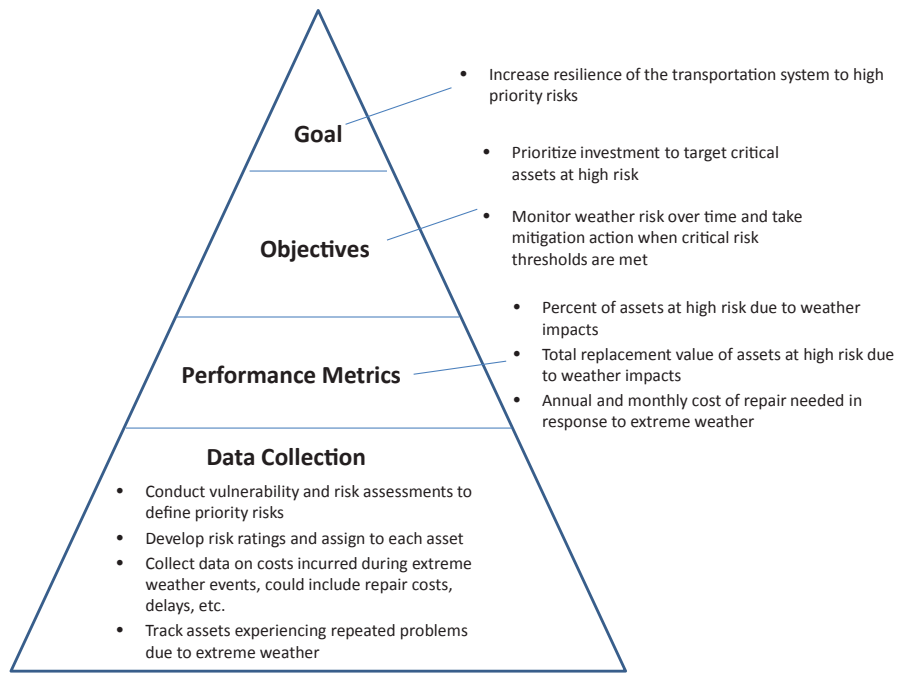 Goal
• Increase resilience of the transportation system to high
priority risks
Objectives
• Prioritize investment to target critical
assets at high risk
• Monitor weather risk over time and take
mitigation action when critical risk
thresholds are met
Performance Metrics
• Percent of assets at high risk due to weather
impacts
• Total replacement value of assets at high risk due
to weather impacts
• Annual and monthly cost of repair needed in
response to extreme weather
Data Collection
• Conduct vulnerability and risk assessments to
define priority risks
• Develop risk ratings and assign to each asset
• Collect data on costs incurred during extreme
weather events, could include repair costs,
delays, etc.
• Track assets experiencing repeated problems
due to extreme weather